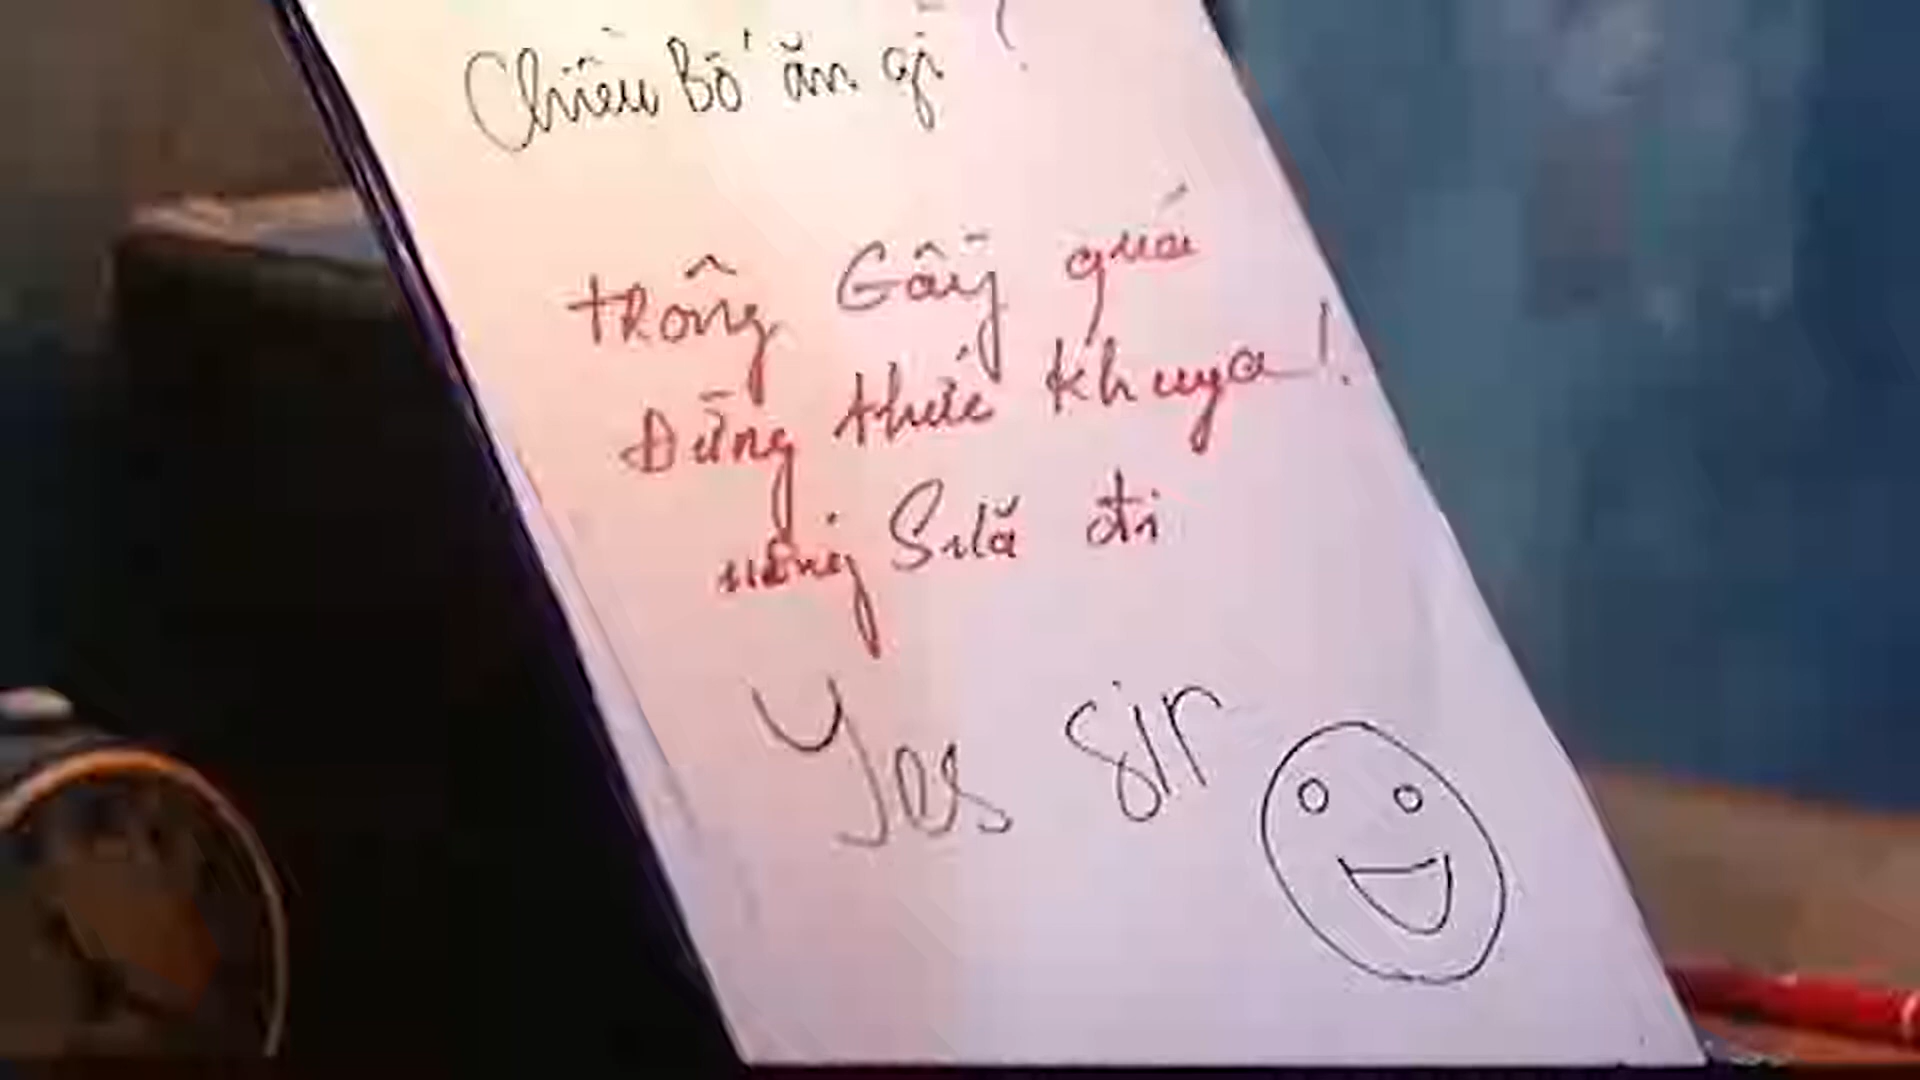 Chiều Bố ăn gì ?
trông Gầy quá
Đừng thức khuya !
uống Sữa đi
Yes sir